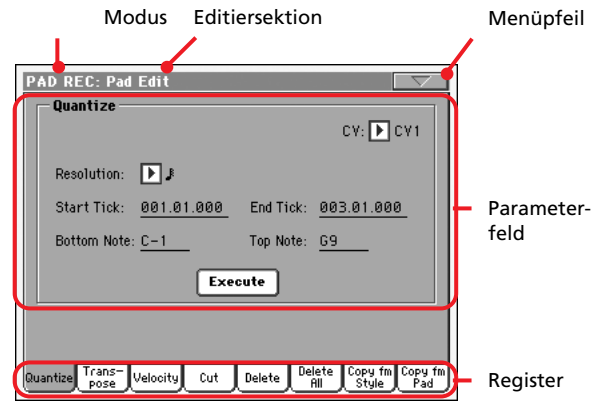 Modus Editiersektion Menüpfeil
PAD REC: Pad Edit
Quantize
CV: CV1
Resolution:
Start Tick: 001.01.000 End Tick: 003.01.000
Bottom Note: C-1 Top Note: G9
Execute
Parameter-
feld
Quantize Trans-
pose Velocity Cut Delete Delete
All Copy fm
Style Copy fm
Pad
Register